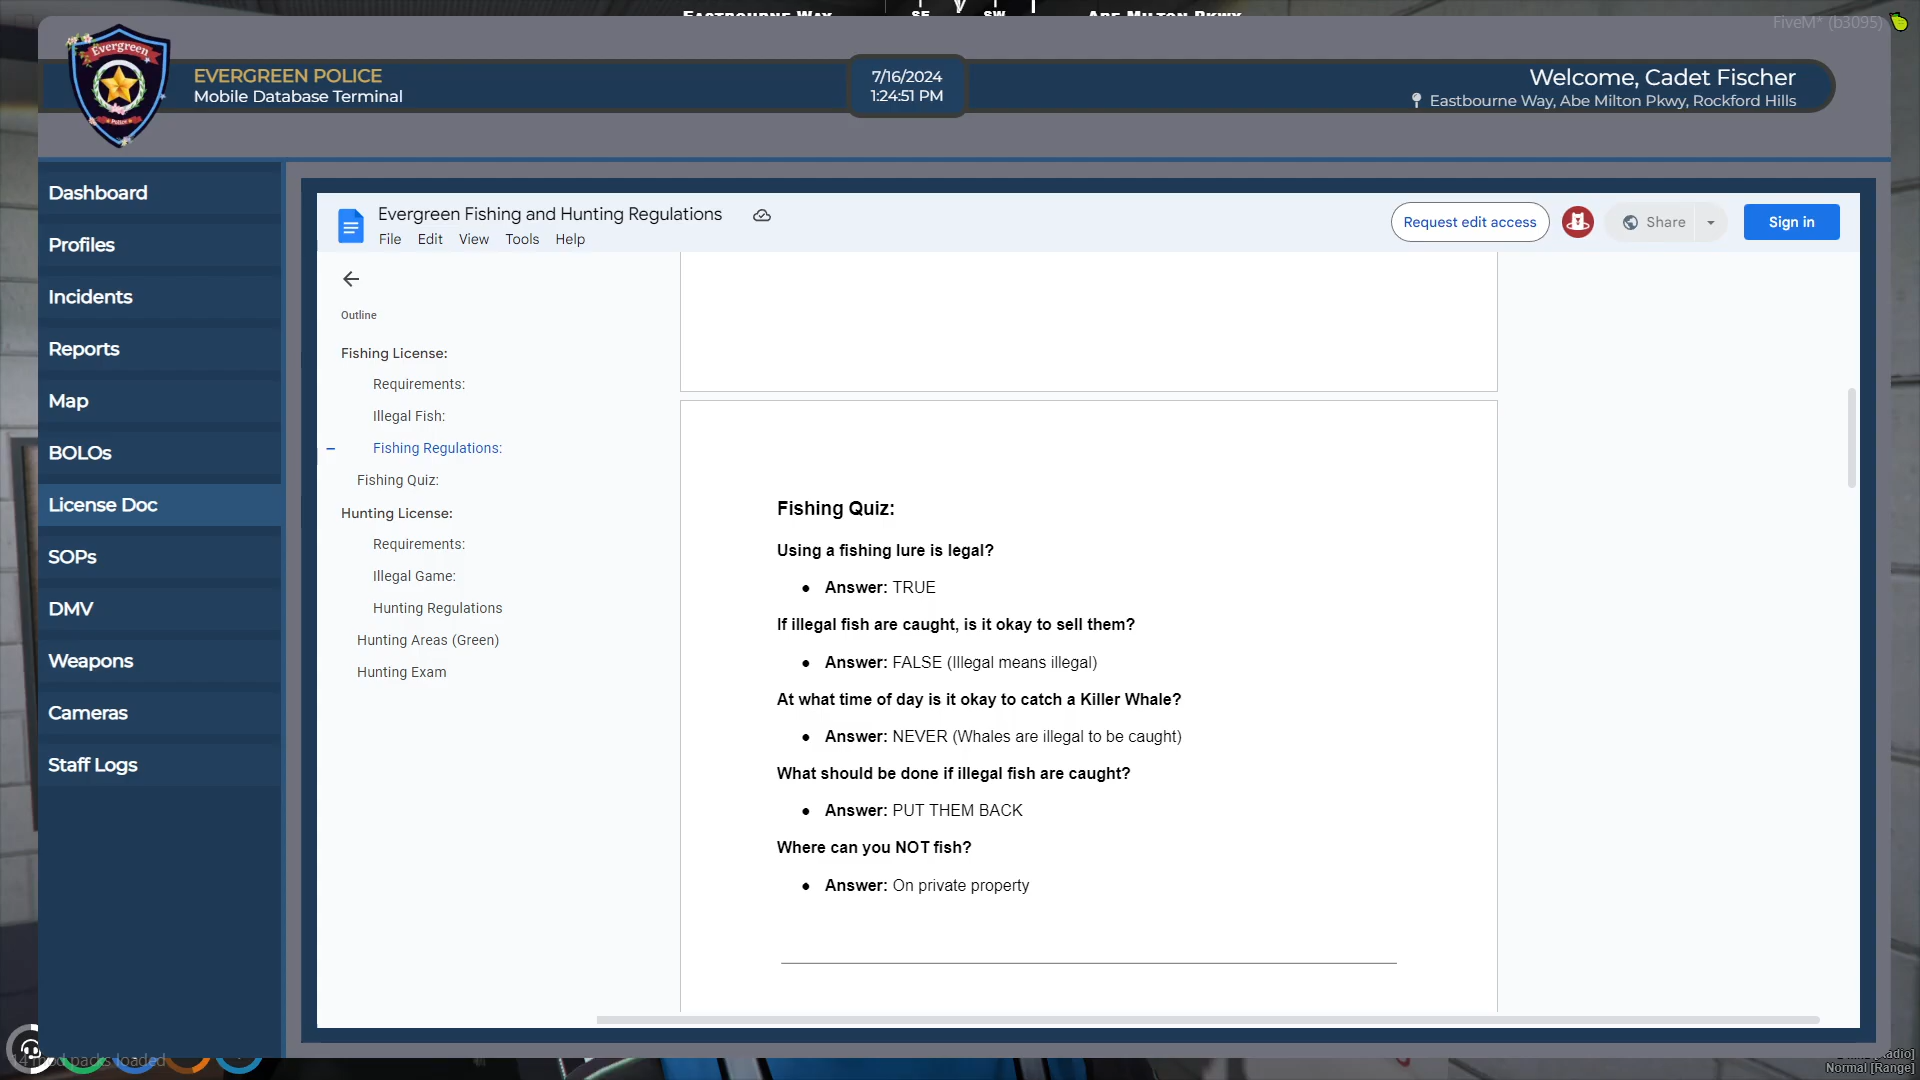 FiveM* (b3095)
SE
SW
Evergreen
Police
EVERGREEN POLICE
Mobile Database Terminal
7/16/2024
1:24:51 PM
Welcome, Cadet Fischer
Eastbourne Way, Abe Milton Pkwy, Rockford Hills
Dashboard
Profiles
Incidents
Reports
Map
BOLOs
License Doc
SOPs
DMV
Weapons
Cameras
Staff Logs
Evergreen Fishing and Hunting Regulations
File Edit View Tools Help
Request edit access
Share
Sign in
Outline
Fishing License:
Requirements:
Illegal Fish:
Fishing Regulations:
Fishing Quiz:
Hunting License:
Requirements:
Illegal Game:
Hunting Regulations
Hunting Areas (Green)
Hunting Exam
Fishing Quiz:
Using a fishing lure is legal?
● Answer: TRUE
If illegal fish are caught, is it okay to sell them?
● Answer: FALSE (Illegal means illegal)
At what time of day is it okay to catch a Killer Whale?
● Answer: NEVER (Whales are illegal to be caught)
What should be done if illegal fish are caught?
● Answer: PUT THEM BACK
Where can you NOT fish?
● Answer: On private property
packs loaded
Normal [Range]